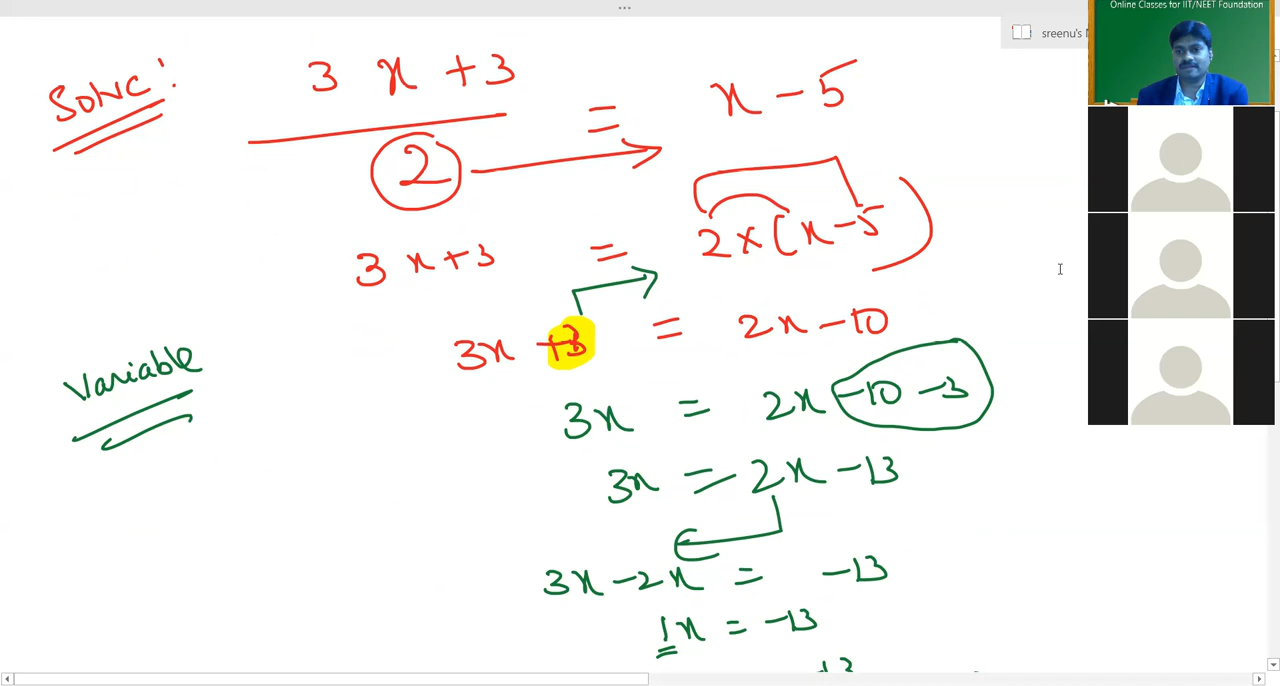 Online Classes for IIT/NEET Foundation
sreenu's
Solve:
3 x + 3 = x - 5
2
3x + 3 = 2 × (x - 5)
3x + 3 = 2x - 10
Variable
3x = 2x - 10 - 3
3x = 2x - 13
3x - 2x = - 13
1x = - 13